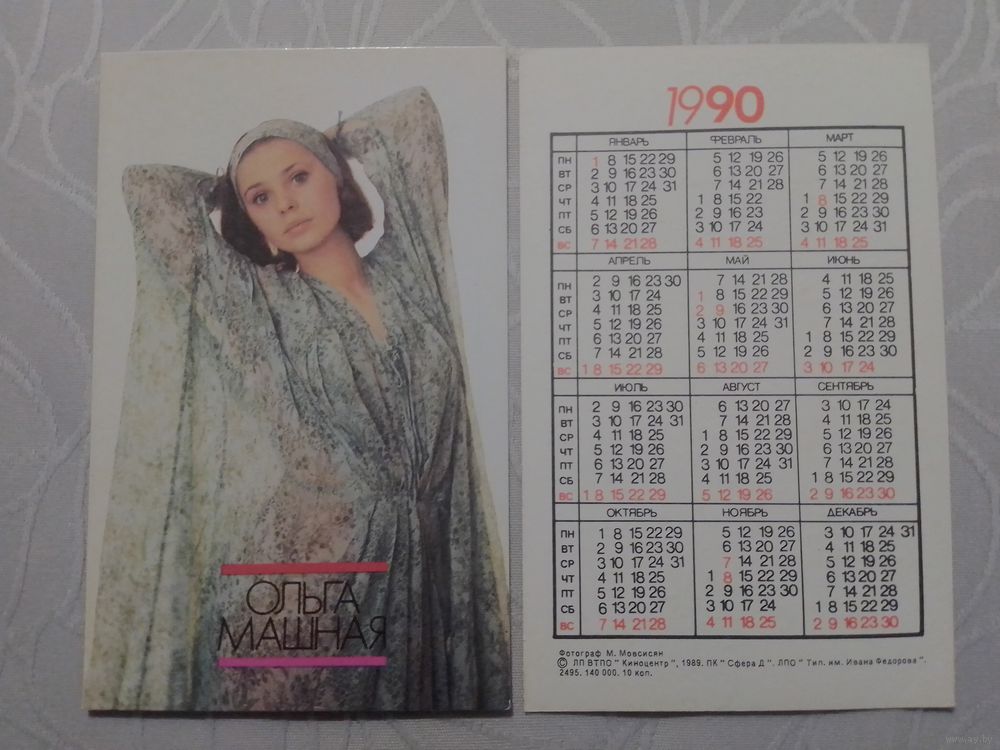 ОЛЬГА
МАШНАЯ
1990
ЯНВАРЬ ФЕВРАЛЬ МАРТ
ПН 1 8 15 22 29 5 12 19 26 5 12 19 26
ВТ 2 9 16 23 30 6 13 20 27 6 13 20 27
СР 3 10 17 24 31 7 14 21 28 7 14 21 28
ЧТ 4 11 18 25 1 8 15 22 1 8 15 22 29
ПТ 5 12 19 26 2 9 16 23 2 9 16 23 30
СБ 6 13 20 27 3 10 17 24 3 10 17 24 31
ВС 7 14 21 28 4 11 18 25 4 11 18 25
АПРЕЛЬ МАЙ ИЮНЬ
ПН 2 9 16 23 30 7 14 21 28 4 11 18 25
ВТ 3 10 17 24 1 8 15 22 29 5 12 19 26
СР 4 11 18 25 2 9 16 23 30 6 13 20 27
ЧТ 5 12 19 26 3 10 17 24 31 7 14 21 28
ПТ 6 13 20 27 4 11 18 25 1 8 15 22 29
СБ 7 14 21 28 5 12 19 26 2 9 16 23 30
ВС 1 8 15 22 29 6 13 20 27 3 10 17 24
ИЮЛЬ АВГУСТ СЕНТЯБРЬ
ПН 2 9 16 23 30 6 13 20 27 3 10 17 24
ВТ 3 10 17 24 31 7 14 21 28 4 11 18 25
СР 4 11 18 25 1 8 15 22 29 5 12 19 26
ЧТ 5 12 19 26 2 9 16 23 30 6 13 20 27
ПТ 6 13 20 27 3 10 17 24 31 7 14 21 28
СБ 7 14 21 28 4 11 18 25 1 8 15 22 29
ВС 1 8 15 22 29 5 12 19 26 2 9 16 23 30
ОКТЯБРЬ НОЯБРЬ ДЕКАБРЬ
ПН 1 8 15 22 29 5 12 19 26 3 10 17 24 31
ВТ 2 9 16 23 30 6 13 20 27 4 11 18 25
СР 3 10 17 24 31 7 14 21 28 5 12 19 26
ЧТ 4 11 18 25 1 8 15 22 29 6 13 20 27
ПТ 5 12 19 26 2 9 16 23 30 7 14 21 28
СБ 6 13 20 27 3 10 17 24 1 8 15 22 29
ВС 7 14 21 28 4 11 18 25 2 9 16 23 30
Фотограф М. Мовсисян
© ЛП ВТПО " Киноцентр ", 1989. ПК " Сфера Д ". ЛПО " Тип. им. Ивана Федорова ".
2495. 140 000. 10 коп.
www.ay.by